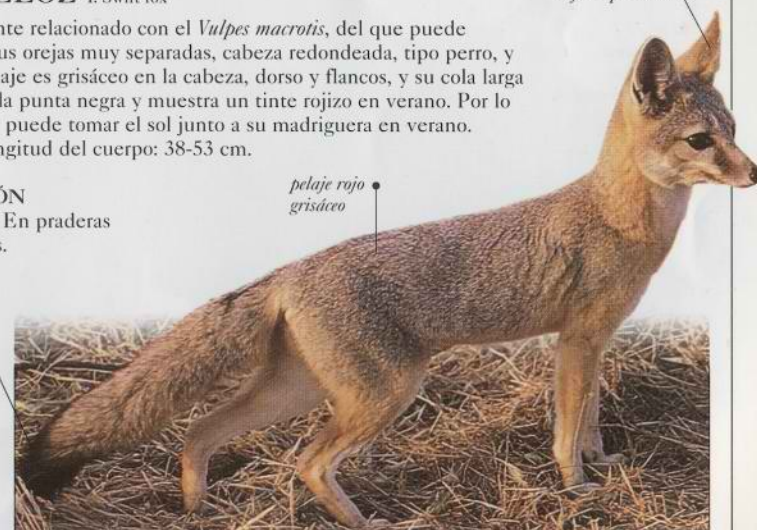 I. Swift fox
nte relacionado con el Vulpes macrotis, del que puede
us orejas muy separadas, cabeza redondeada, tipo perro, y
aje es grisáceo en la cabeza, dorso y flancos, y su cola larga
la punta negra y muestra un tinte rojizo en verano. Por lo
puede tomar el sol junto a su madriguera en verano.
ngitud del cuerpo: 38-53 cm.
ÓN
En praderas
s.
pelaje rojo
grisáceo